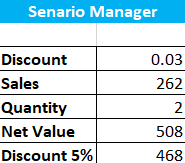 Senario Manager
Discount 0.03
Sales 262
Quantity 2
Net Value 508
Discount 5% 468